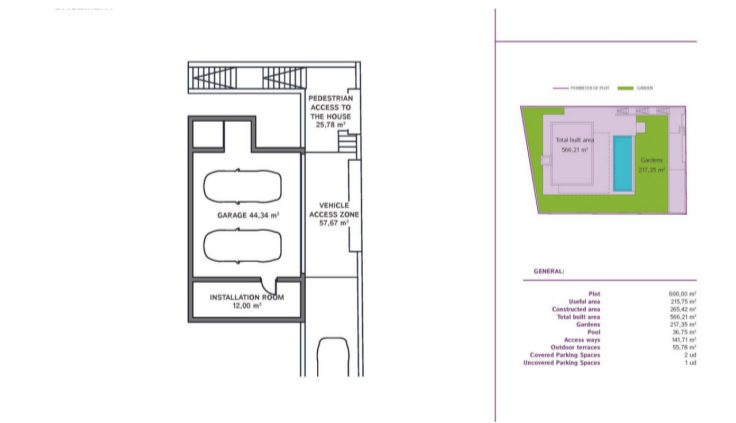 PEDESTRIAN
ACCESS TO
THE HOUSE
25,78 m²
GARAGE 44,34 m²
VEHICLE
ACCESS ZONE
57,67 m²
INSTALLATION ROOM
12,00 m²
PERIMETER OF PLOT
GARDEN
Total built area
566,21 m²
Gardens
217,35 m²
GENERAL:
Plot 600,00 m²
Useful area 215,75 m²
Constructed area 265,42 m²
Total built area 566,21 m²
Gardens 217,35 m²
Pool 36,75 m²
Access ways 141,71 m²
Outdoor terraces 55,78 m²
Covered Parking Spaces 2 ud
Uncovered Parking Spaces 1 ud